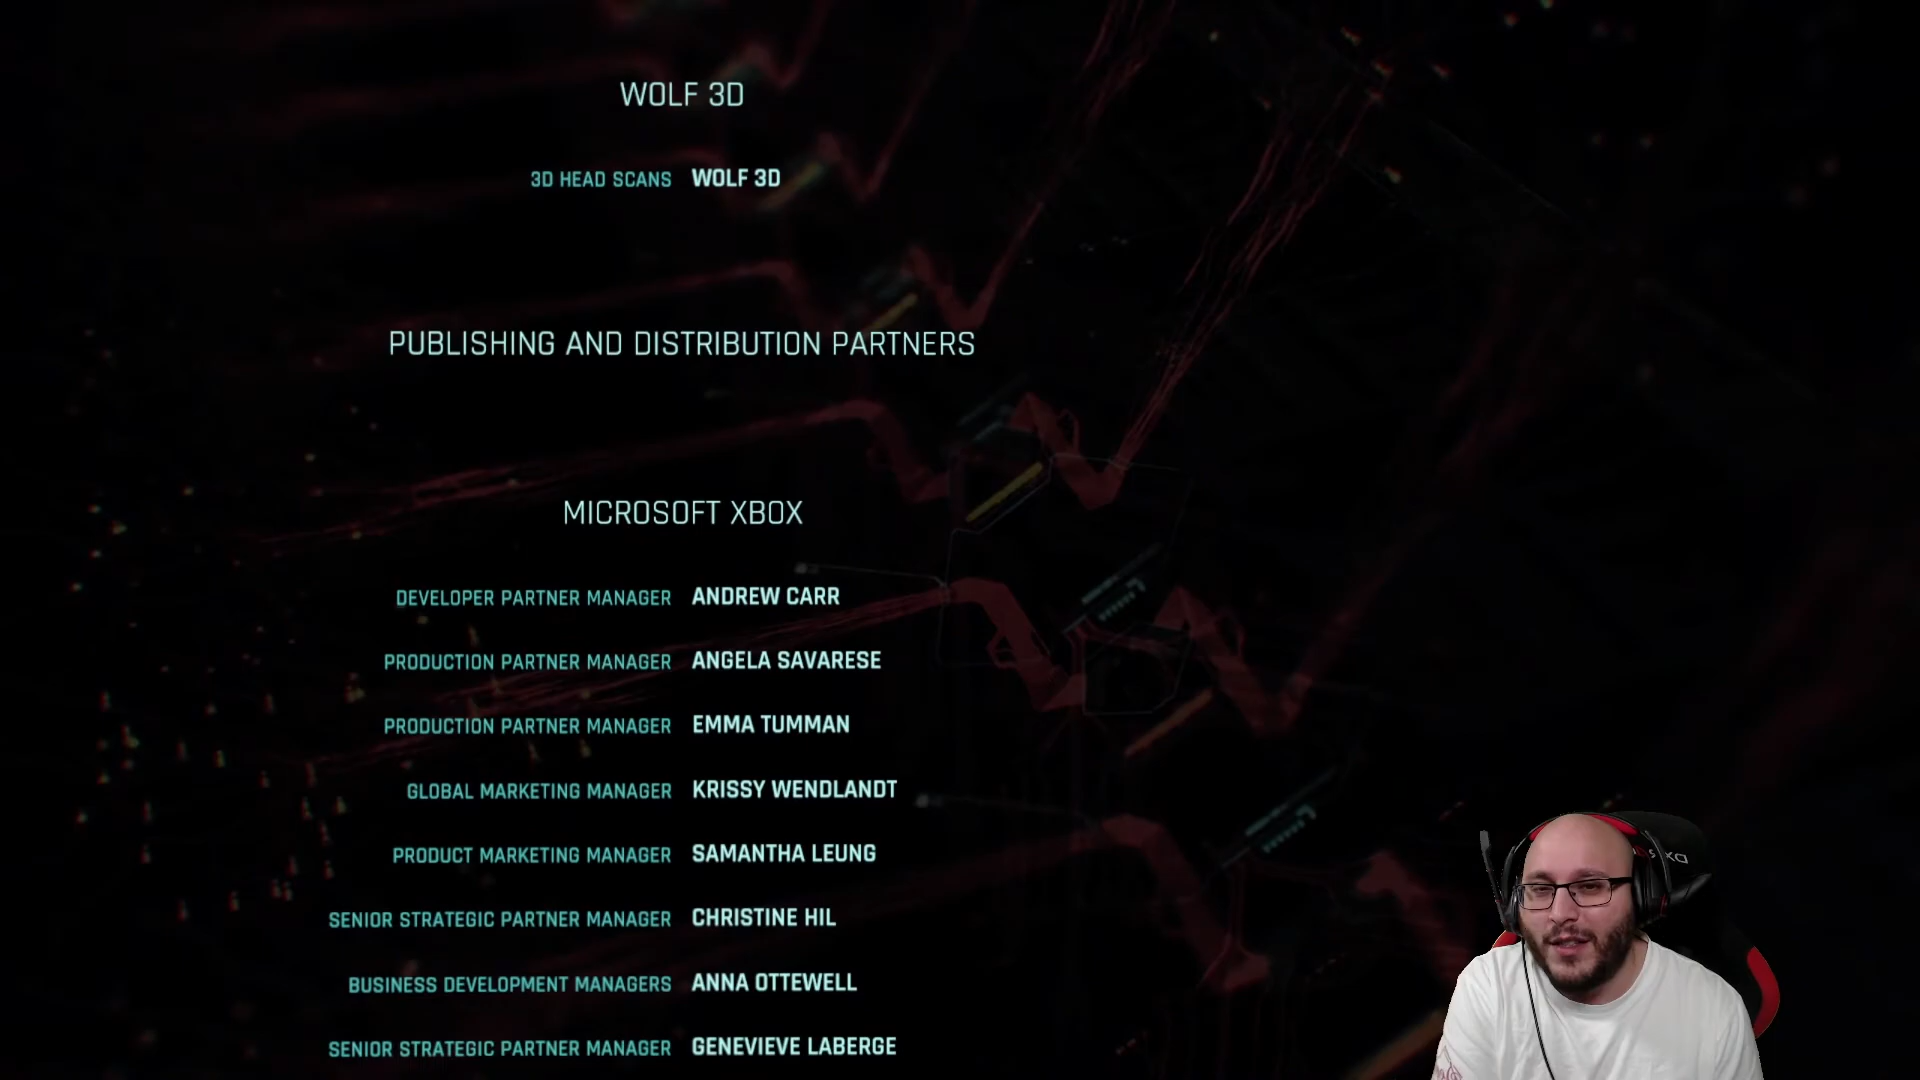 WOLF 3D
3D HEAD SCANS WOLF 3D
PUBLISHING AND DISTRIBUTION PARTNERS
MICROSOFT XBOX
DEVELOPER PARTNER MANAGER ANDREW CARR
PRODUCTION PARTNER MANAGER ANGELA SAVARESE
PRODUCTION PARTNER MANAGER EMMA TUMMAN
GLOBAL MARKETING MANAGER KRISSY WENDLANDT
PRODUCT MARKETING MANAGER SAMANTHA LEUNG
SENIOR STRATEGIC PARTNER MANAGER CHRISTINE HIL
BUSINESS DEVELOPMENT MANAGERS ANNA OTTEWELL
SENIOR STRATEGIC PARTNER MANAGER GENEVIEVE LABERGE